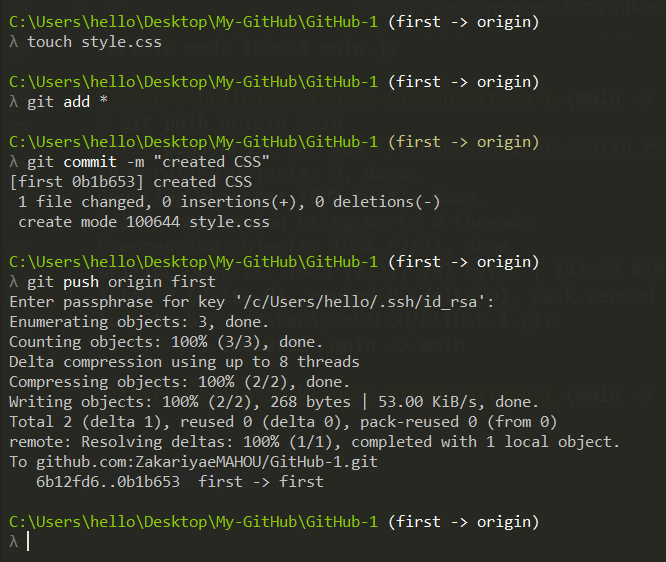 C:\Users\hello\Desktop\My-GitHub\GitHub-1 (first -> origin)
λ touch style.css
C:\Users\hello\Desktop\My-GitHub\GitHub-1 (first -> origin)
λ git add *
C:\Users\hello\Desktop\My-GitHub\GitHub-1 (first -> origin)
λ git commit -m "created CSS"
[first 0b1b653] created CSS
 1 file changed, 0 insertions(+), 0 deletions(-)
 create mode 100644 style.css
C:\Users\hello\Desktop\My-GitHub\GitHub-1 (first -> origin)
λ git push origin first
Enter passphrase for key '/c/Users/hello/.ssh/id_rsa':
Enumerating objects: 3, done.
Counting objects: 100% (3/3), done.
Delta compression using up to 8 threads
Compressing objects: 100% (2/2), done.
Writing objects: 100% (2/2), 268 bytes | 53.00 KiB/s, done.
Total 2 (delta 1), reused 0 (delta 0), pack-reused 0 (from 0)
remote: Resolving deltas: 100% (1/1), completed with 1 local object.
To github.com:ZakariyaeMAHOU/GitHub-1.git
   6b12fd6..0b1b653  first -> first
C:\Users\hello\Desktop\My-GitHub\GitHub-1 (first -> origin)
λ